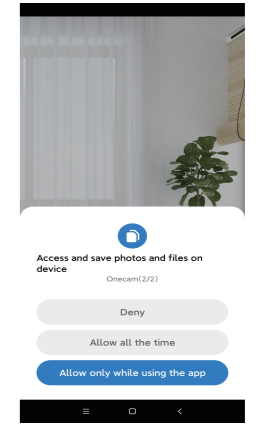 Access and save photos and files on
device
Onecam(2/2)
Deny
Allow all the time
Allow only while using the app